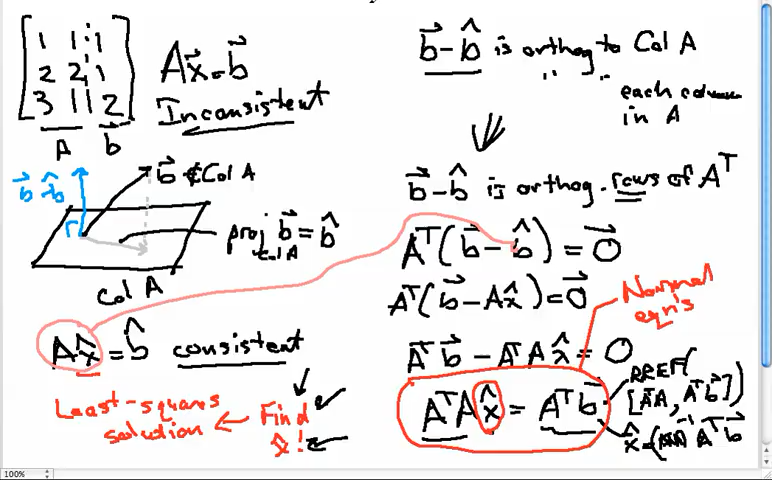 1 1 1
2 2 1
3 1 2
A b⃗
Ax⃗ = b⃗
Inconsistent
b⃗ - b̂
b⃗ ∉ Col A
proj_Col A b⃗ = b̂
Col A
Ax̂ = b̂ consistent
Least-squares
solution
Find
x̂!
b⃗ - b̂ is orthog to Col A
" "
each column
in A
b⃗ - b̂ is orthog. rows of Aᵀ
Aᵀ(b⃗ - b̂) = 0⃗
Aᵀ(b⃗ - Ax̂) = 0⃗
Normal
eqn's
Aᵀb⃗ - AᵀAx̂ = 0
AᵀAx̂ = Aᵀb⃗
RREF(
[AᵀA, Aᵀb⃗])
x̂ = (AᵀA)⁻¹Aᵀb⃗
100%